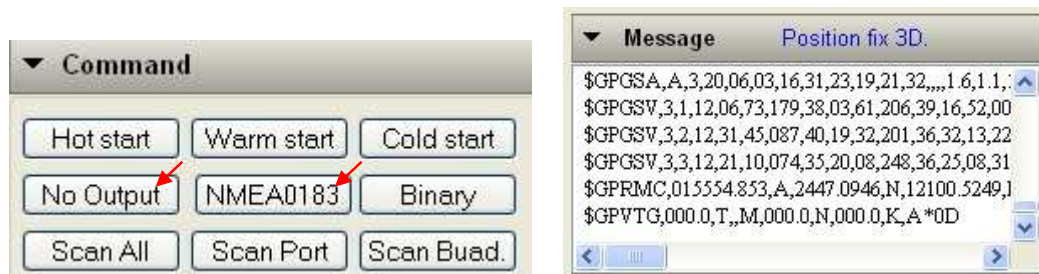 Command
Hot start Warm start Cold start
No Output NMEA0183 Binary
Scan All Scan Port Scan Buad.
Message Position fix 3D.
$GPGSA,A,3,20,06,03,16,31,23,19,21,32,,,,1.6,1.1,
$GPGSV,3,1,12,06,73,179,38,03,61,206,39,16,52,00
$GPGSV,3,2,12,31,45,087,40,19,32,201,36,32,13,22
$GPGSV,3,3,12,21,10,074,35,20,08,248,36,25,08,31
$GPRMC,015554.853,A,2447.0946,N,12100.5249,
$GPVTG,000.0,T,,M,000.0,N,000.0,K,A*0D